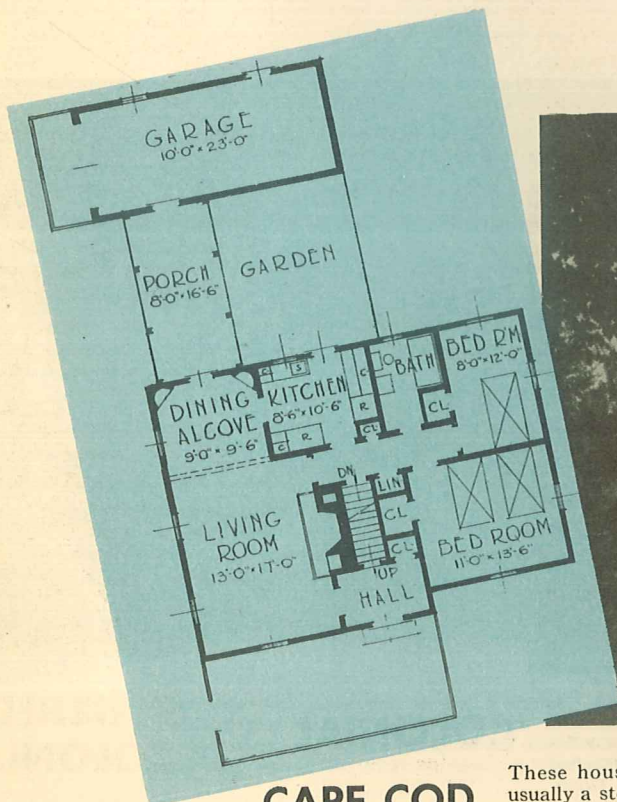 GARAGE
10'-0" × 23'-0"
PORCH
8'-0" × 16'-6"
GARDEN
DINING
ALCOVE
9'-0" × 9'-6"
C
S
KITCHEN
8'-6" × 10'-6"
C
R
C
R
CL
BATH
BED R'M
8'-0" × 12'-0"
CL
LIVING
ROOM
13'-0" × 17'-0"
DN
LIN
CL
CL
UP
HALL
BED ROOM
11'-0" × 13'-6"
CAPE COD
These hous
usually a st